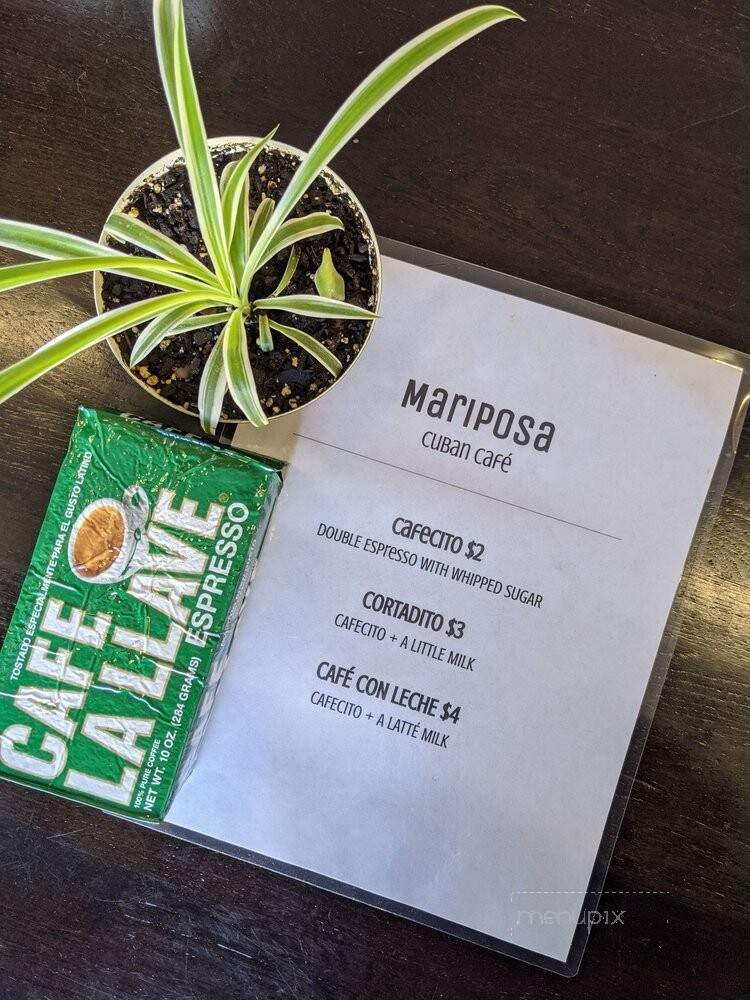 Mariposa
CUBAN CAFÉ
CAFECITO $2
DOUBLE ESPRESSO WITH WHIPPED SUGAR
CORTADITO $3
CAFECITO + A LITTLE MILK
CAFÉ CON LECHE $4
CAFECITO + A LATTÉ MILK
TOSTADO ESPECIALMENTE PARA EL GUSTO LATINO
CAFE
LA LLAVE®
ESPRESSO
100% PURE COFFEE
NET WT. 10 OZ. (284 GRAMS)
menupix